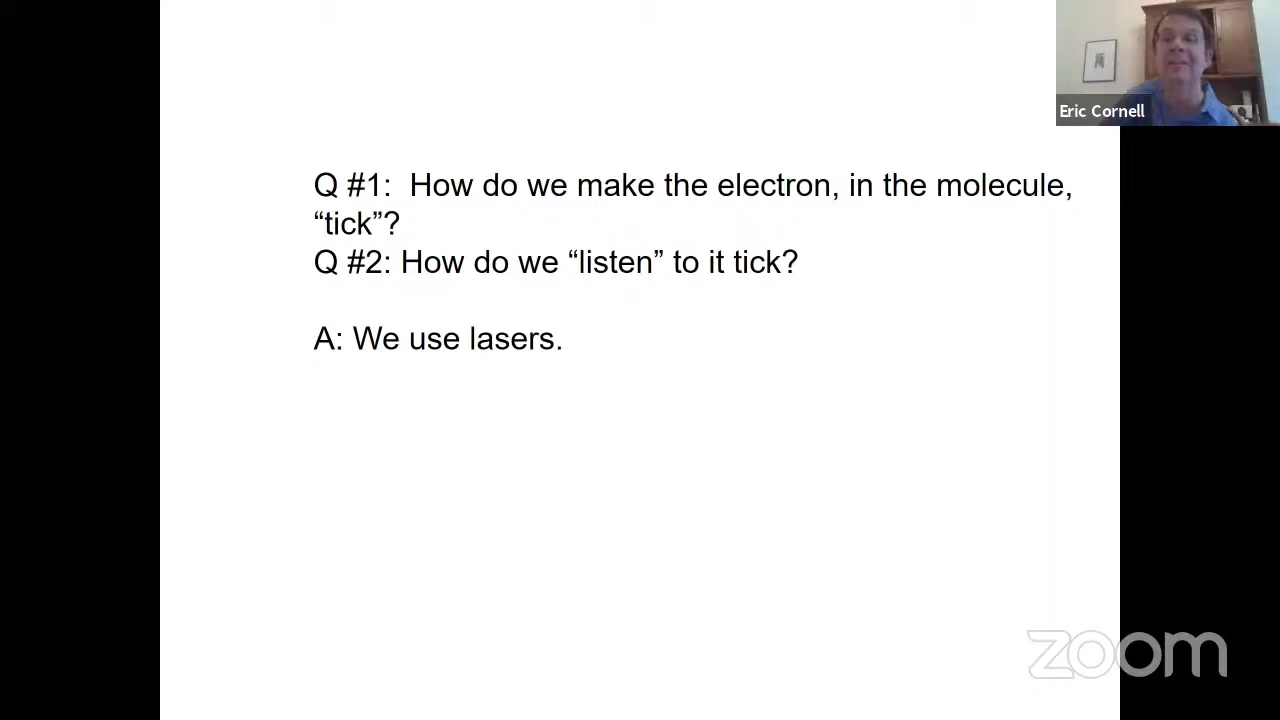 Eric Cornell
Q #1:  How do we make the electron, in the molecule,
“tick”?
Q #2: How do we “listen” to it tick?
A: We use lasers.
zoom